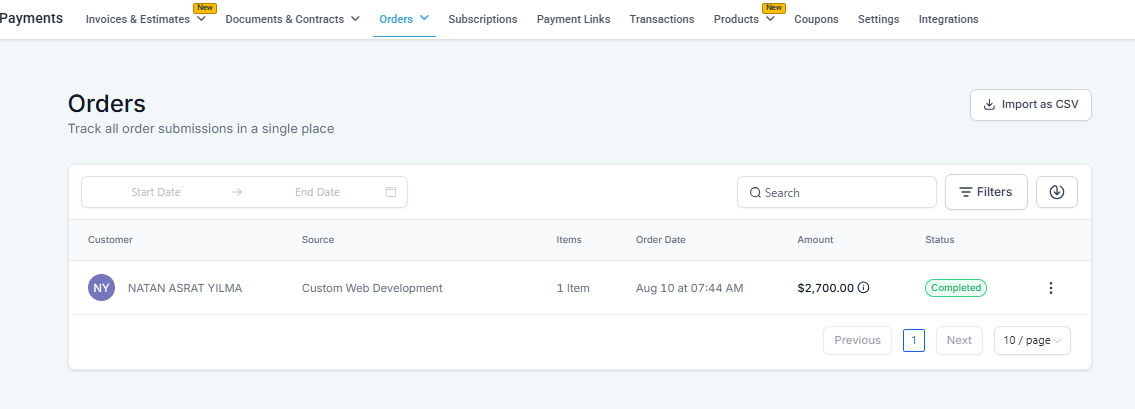 New New
Payments Invoices & Estimates Documents & Contracts Orders Subscriptions Payment Links Transactions Products Coupons Settings Integrations
Orders
Import as CSV
Track all order submissions in a single place
Start Date End Date Search Filters
Customer Source Items Order Date Amount Status
NY NATAN ASRAT YILMA Custom Web Development 1 Item Aug 10 at 07:44 AM $2,700.00 Completed
Previous 1 Next 10 / page